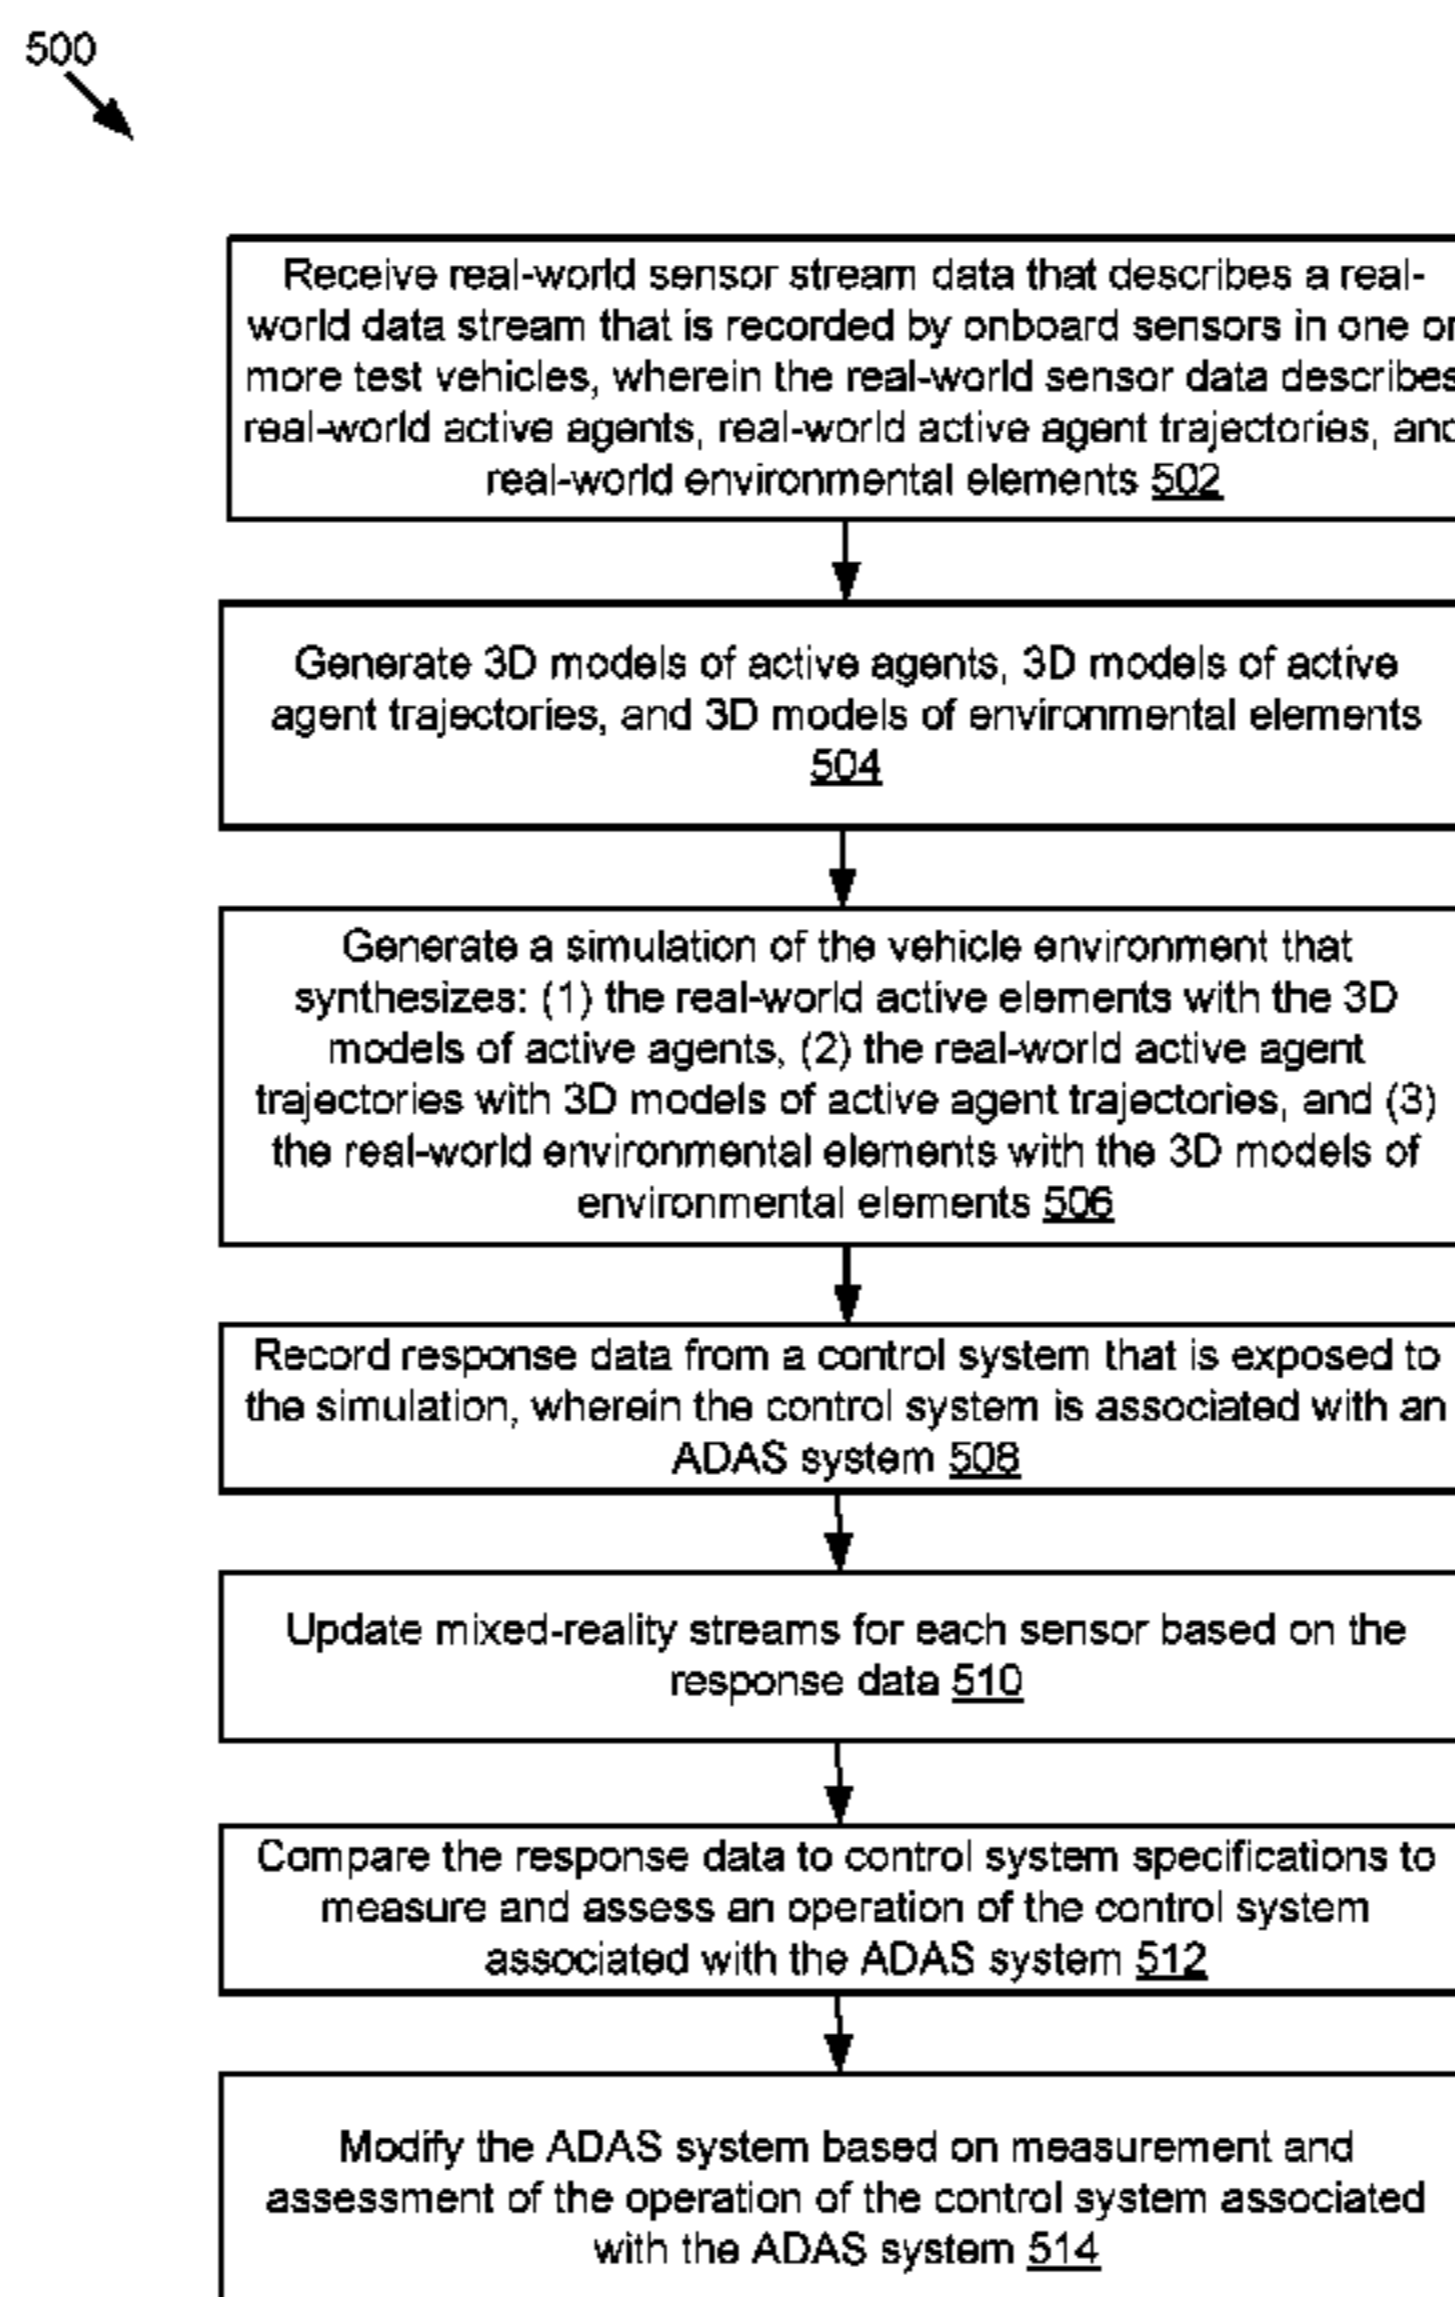 500
Receive real-world sensor stream data that describes a real-
world data stream that is recorded by onboard sensors in one or
more test vehicles, wherein the real-world sensor data describes
real-world active agents, real-world active agent trajectories, and
real-world environmental elements 502
Generate 3D models of active agents, 3D models of active
agent trajectories, and 3D models of environmental elements
504
Generate a simulation of the vehicle environment that
synthesizes: (1) the real-world active elements with the 3D
models of active agents, (2) the real-world active agent
trajectories with 3D models of active agent trajectories, and (3)
the real-world environmental elements with the 3D models of
environmental elements 506
Record response data from a control system that is exposed to
the simulation, wherein the control system is associated with an
ADAS system 508
Update mixed-reality streams for each sensor based on the
response data 510
Compare the response data to control system specifications to
measure and assess an operation of the control system
associated with the ADAS system 512
Modify the ADAS system based on measurement and
assessment of the operation of the control system associated
with the ADAS system 514